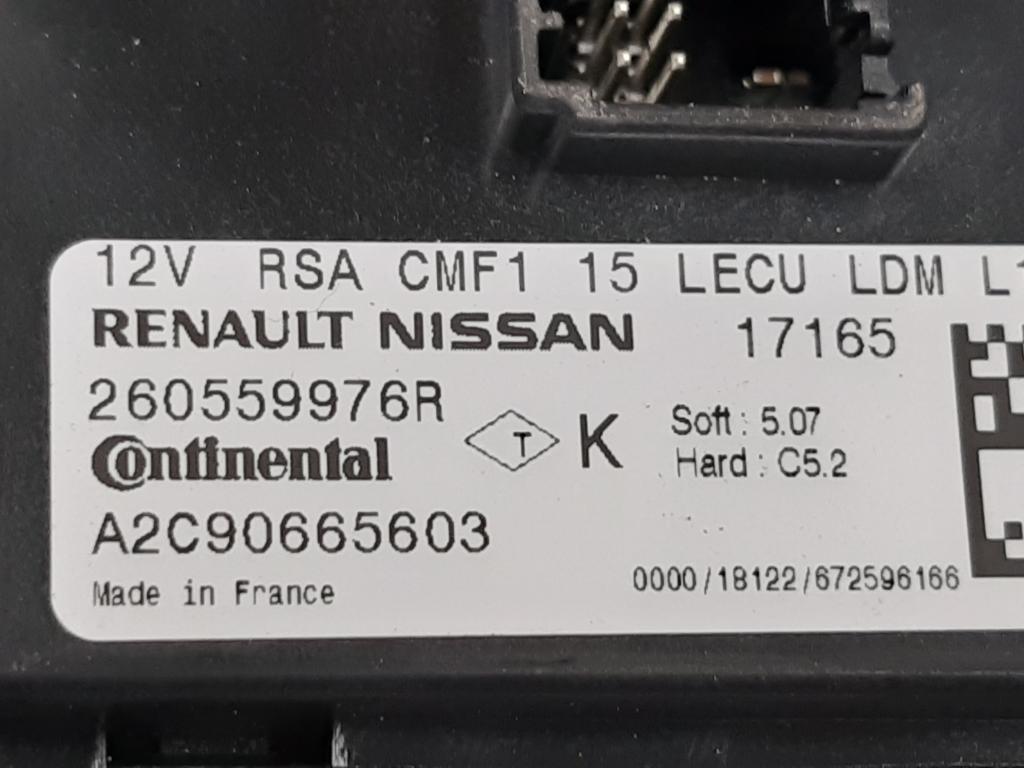 12V RSA CMF1 15 LECU LDM L1
RENAULT NISSAN 17165
260559976R
T K
Soft : 5.07
Hard : C5.2
Continental
A2C90665603
Made in France
0000/18122/672596166